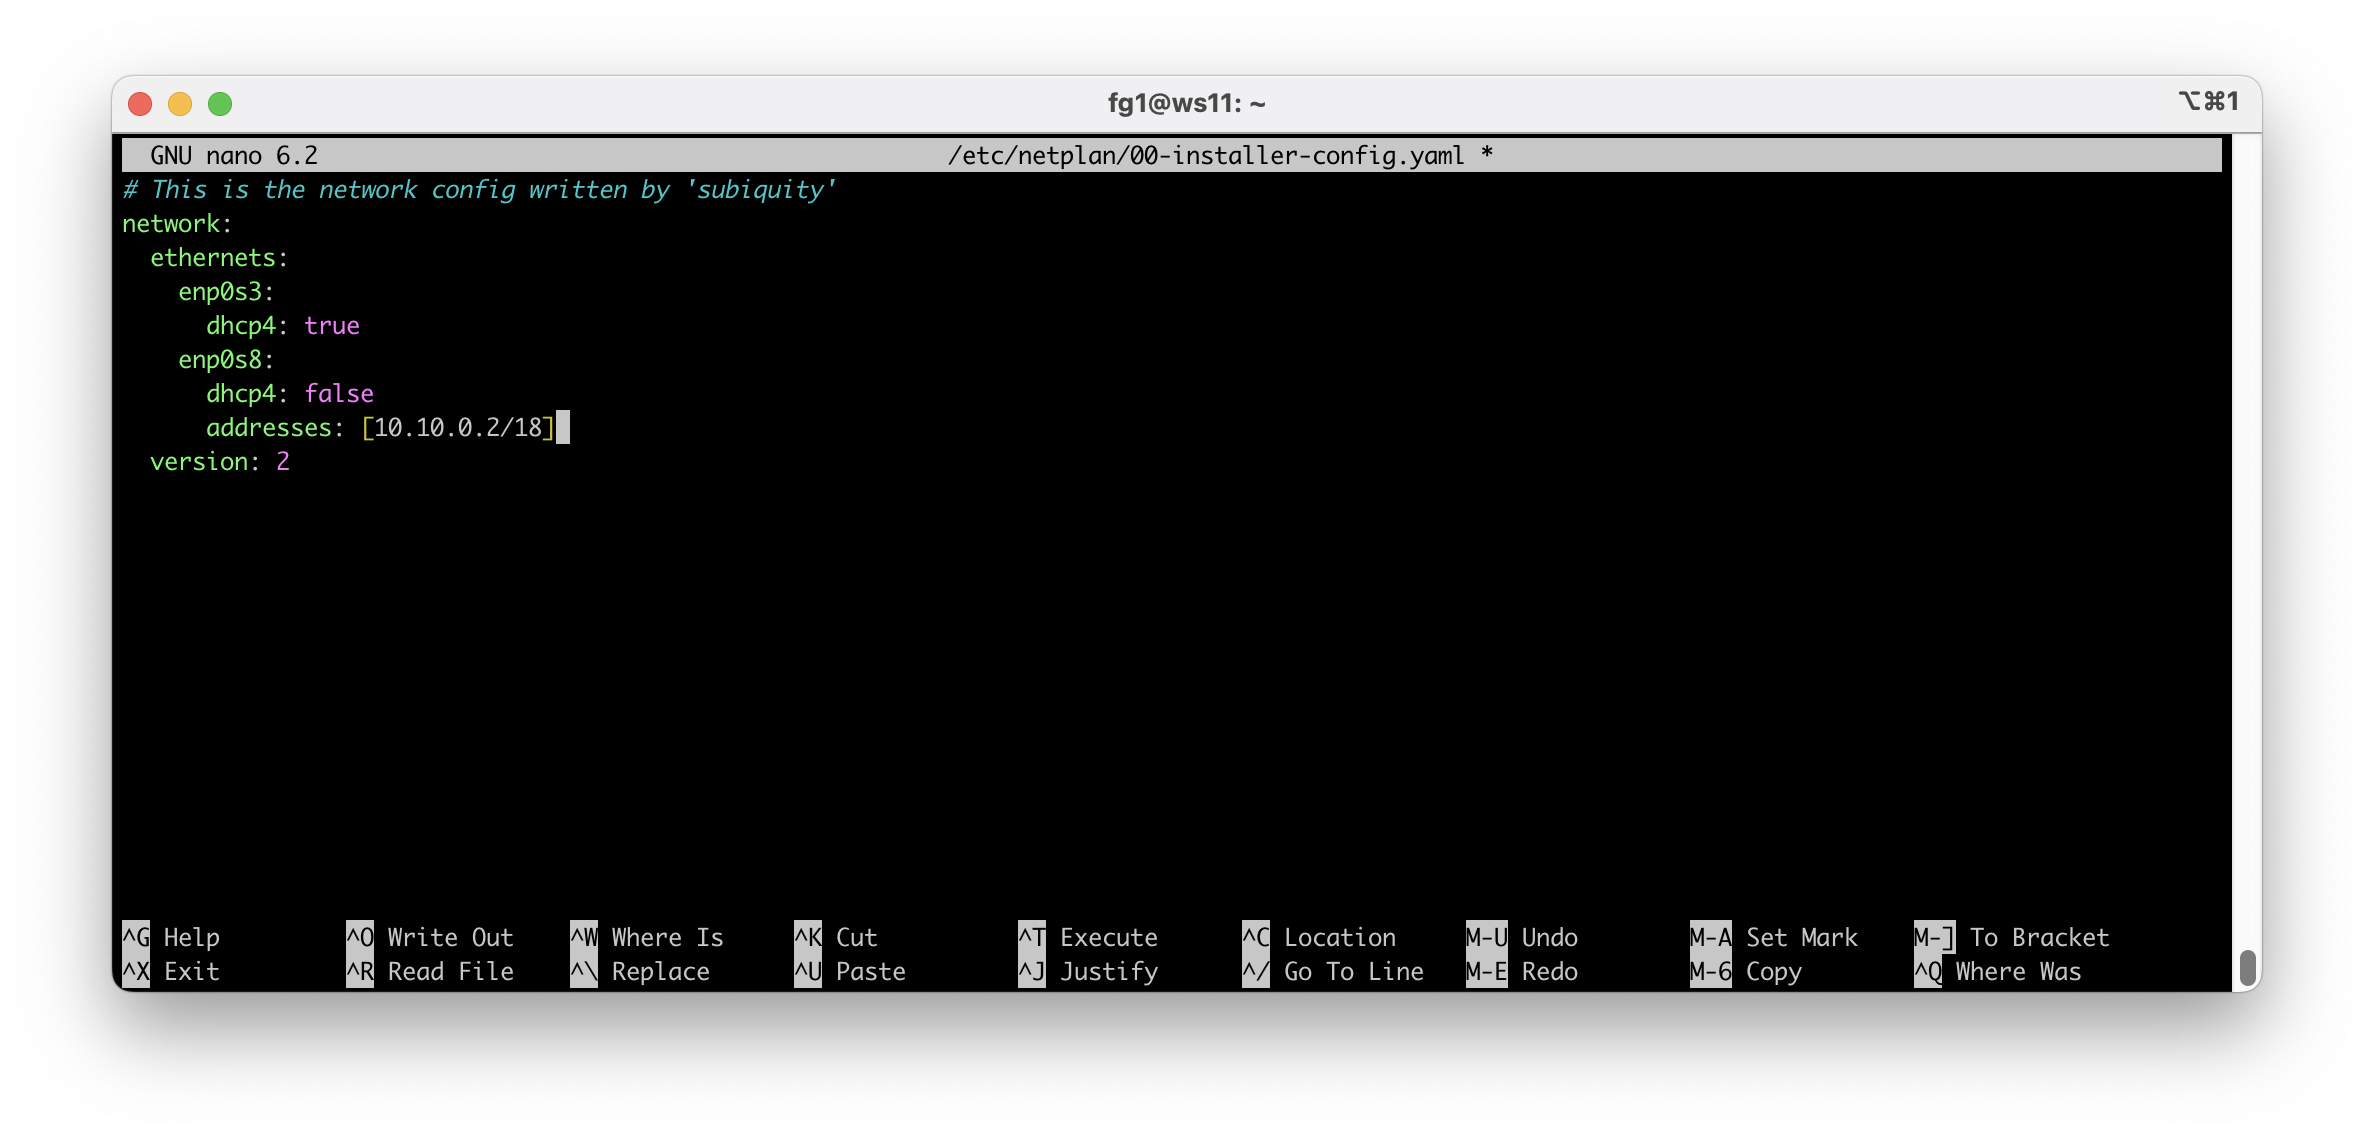 fg1@ws11: ~
⌥⌘1
GNU nano 6.2 /etc/netplan/00-installer-config.yaml *
# This is the network config written by 'subiquity'
network:
  ethernets:
    enp0s3:
      dhcp4: true
    enp0s8:
      dhcp4: false
      addresses: [10.10.0.2/18]
  version: 2
^G Help ^O Write Out ^W Where Is ^K Cut ^T Execute ^C Location M-U Undo M-A Set Mark M-] To Bracket
^X Exit ^R Read File ^\ Replace ^U Paste ^J Justify ^/ Go To Line M-E Redo M-6 Copy ^Q Where Was